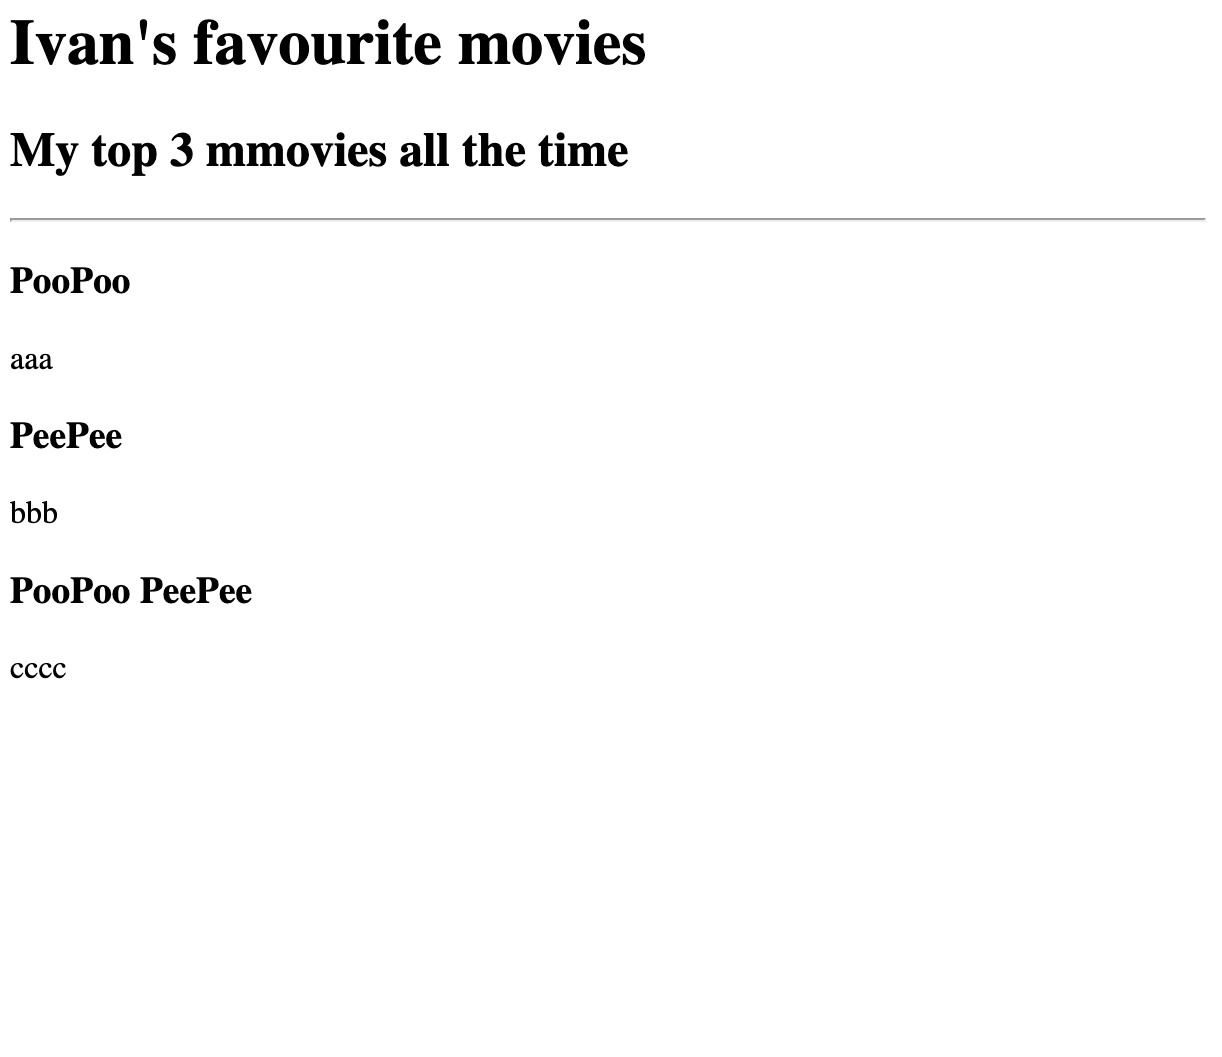 Ivan's favourite movies
My top 3 mmovies all the time
PooPoo
aaa
PeePee
bbb
PooPoo PeePee
cccc